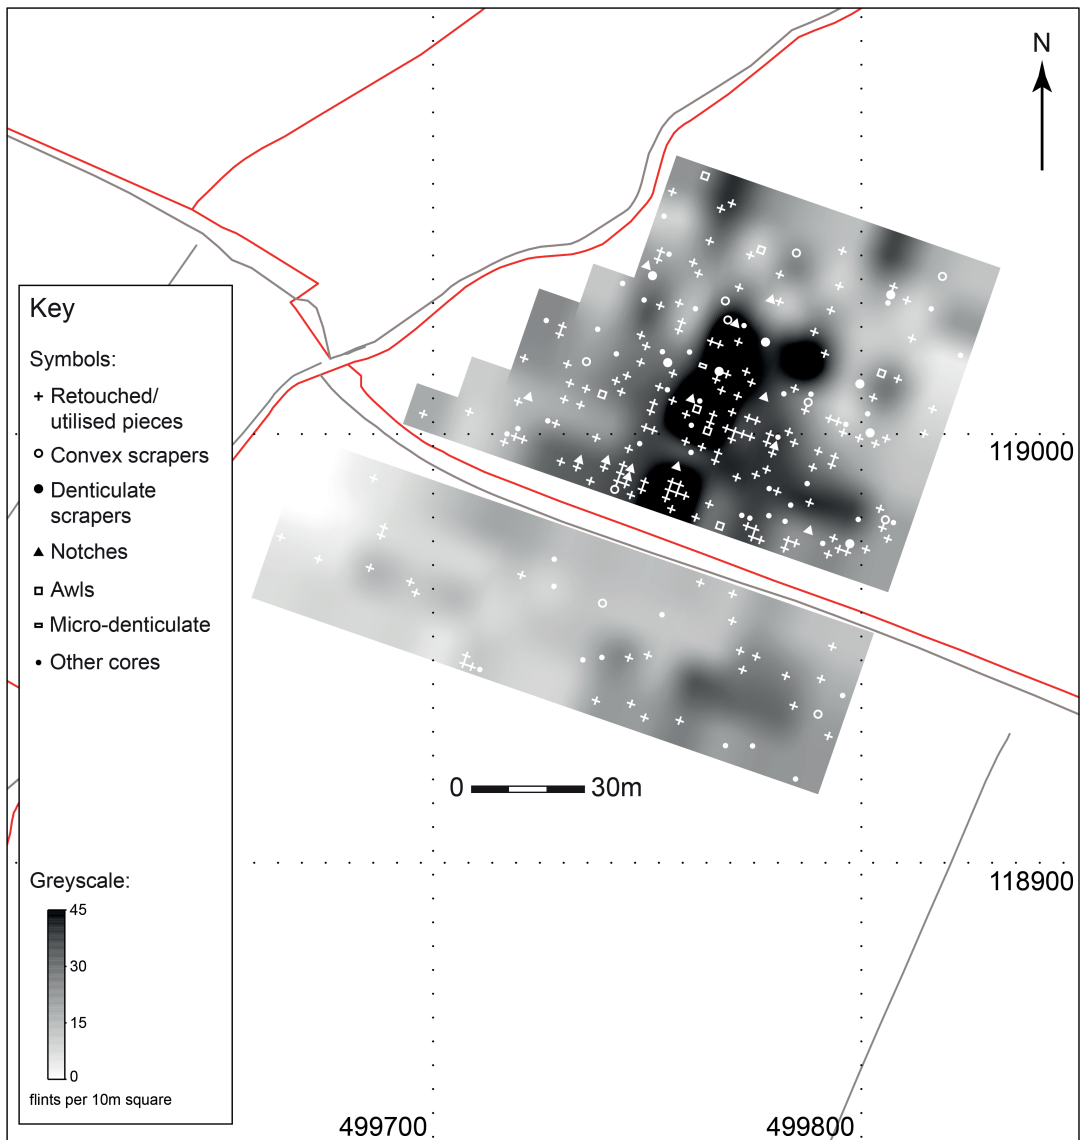 N
Key
Symbols:
Retouched/
utilised pieces
Convex scrapers
Denticulate
scrapers
Notches
Awls
Micro-denticulate
Other cores
119000
0 30m
118900
Greyscale:
45
30
15
0
flints per 10m square
499700
499800